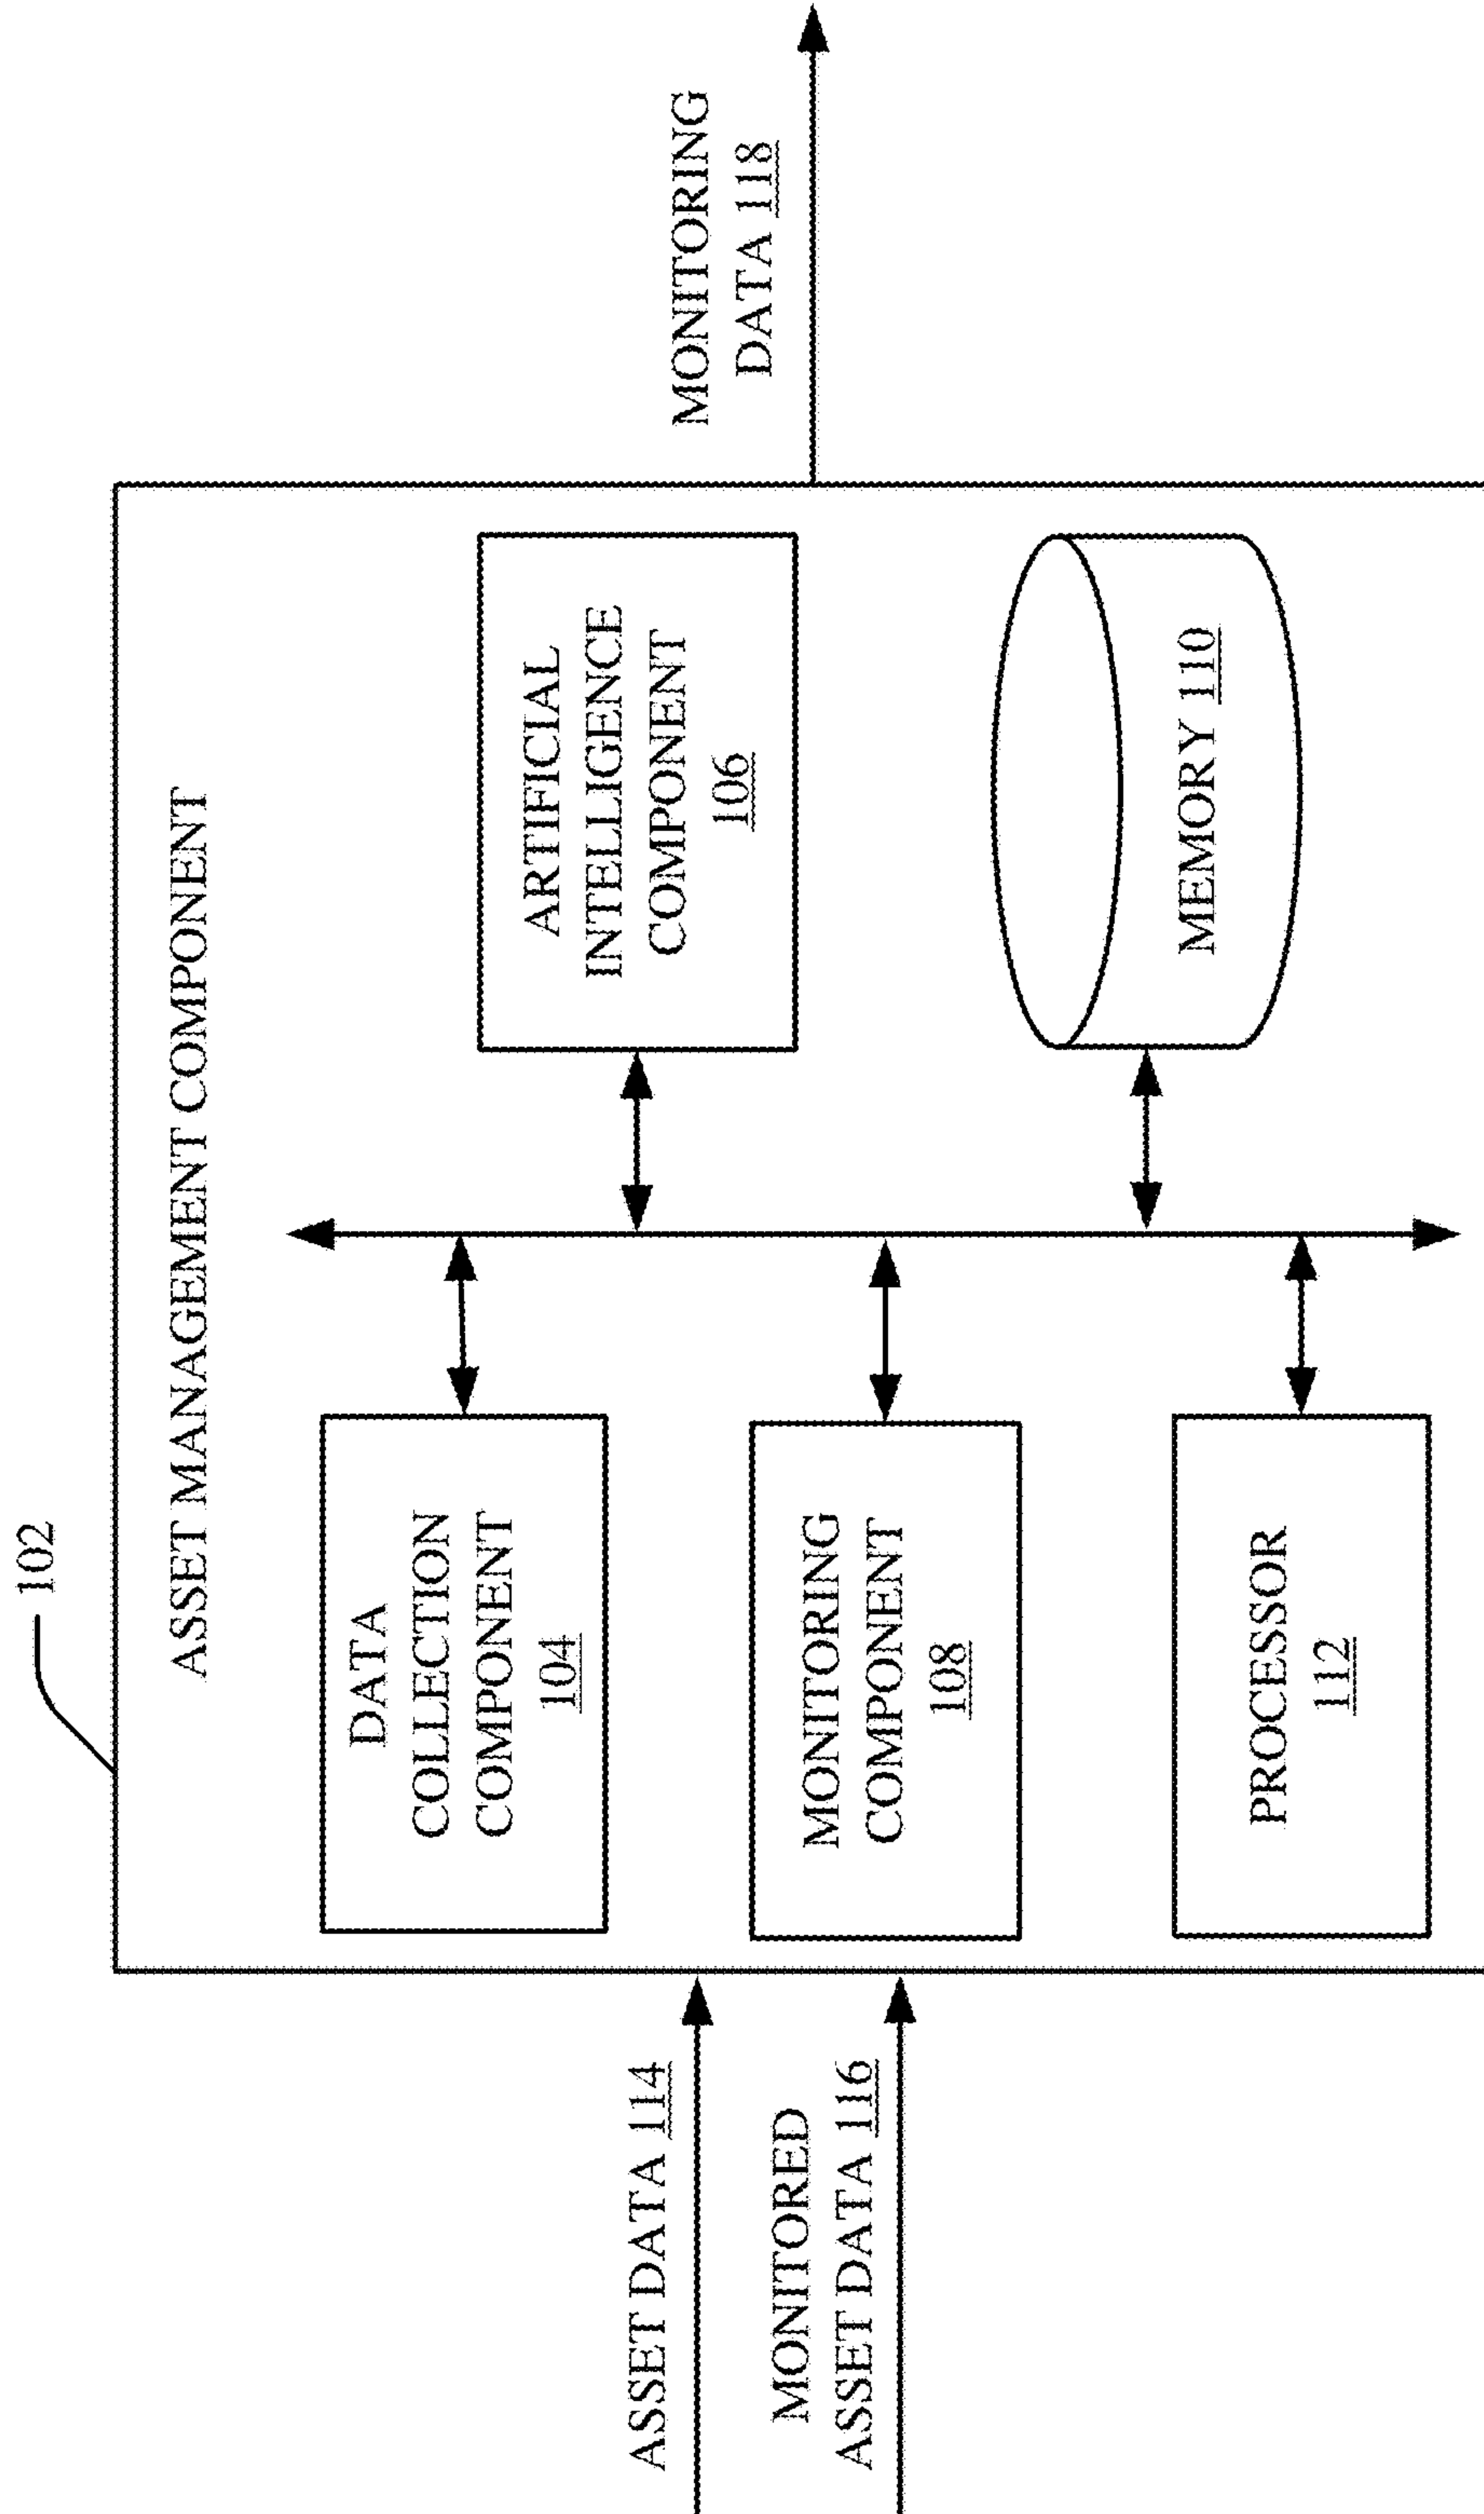 102
ASSET MANAGEMENT COMPONENT
DATA
COLLECTION
COMPONENT
104
ARTIFICIAL
INTELLIGENCE
COMPONENT
106
ASSET DATA 114
MONITORED
ASSET DATA 116
MONITORING
DATA 118
MONITORING
COMPONENT
108
MEMORY 110
PROCESSOR
112